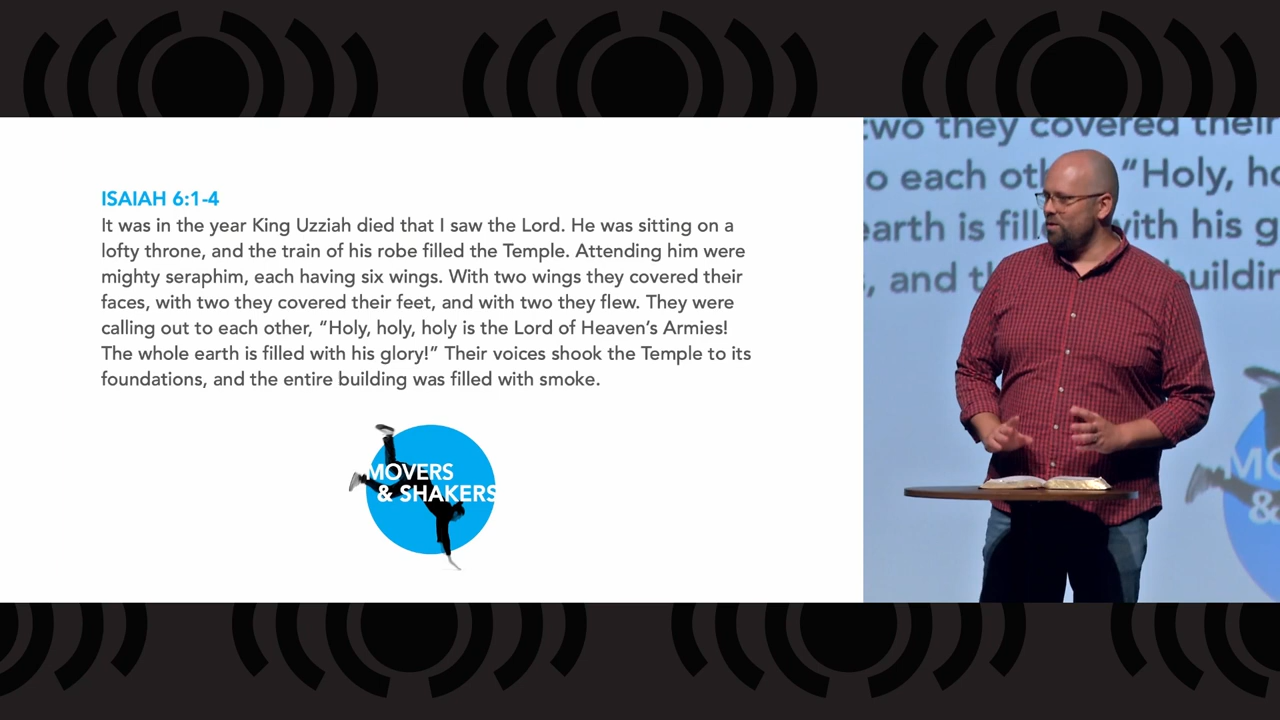 ISAIAH 6:1-4
It was in the year King Uzziah died that I saw the Lord. He was sitting on a
lofty throne, and the train of his robe filled the Temple. Attending him were
mighty seraphim, each having six wings. With two wings they covered their
faces, with two they covered their feet, and with two they flew. They were
calling out to each other, “Holy, holy, holy is the Lord of Heaven’s Armies!
The whole earth is filled with his glory!” Their voices shook the Temple to its
foundations, and the entire building was filled with smoke.
MOVERS
& SHAKERS
two they covered their
o each oth “Holy, ho
earth is fill with his g
, and th buildin
MO
&